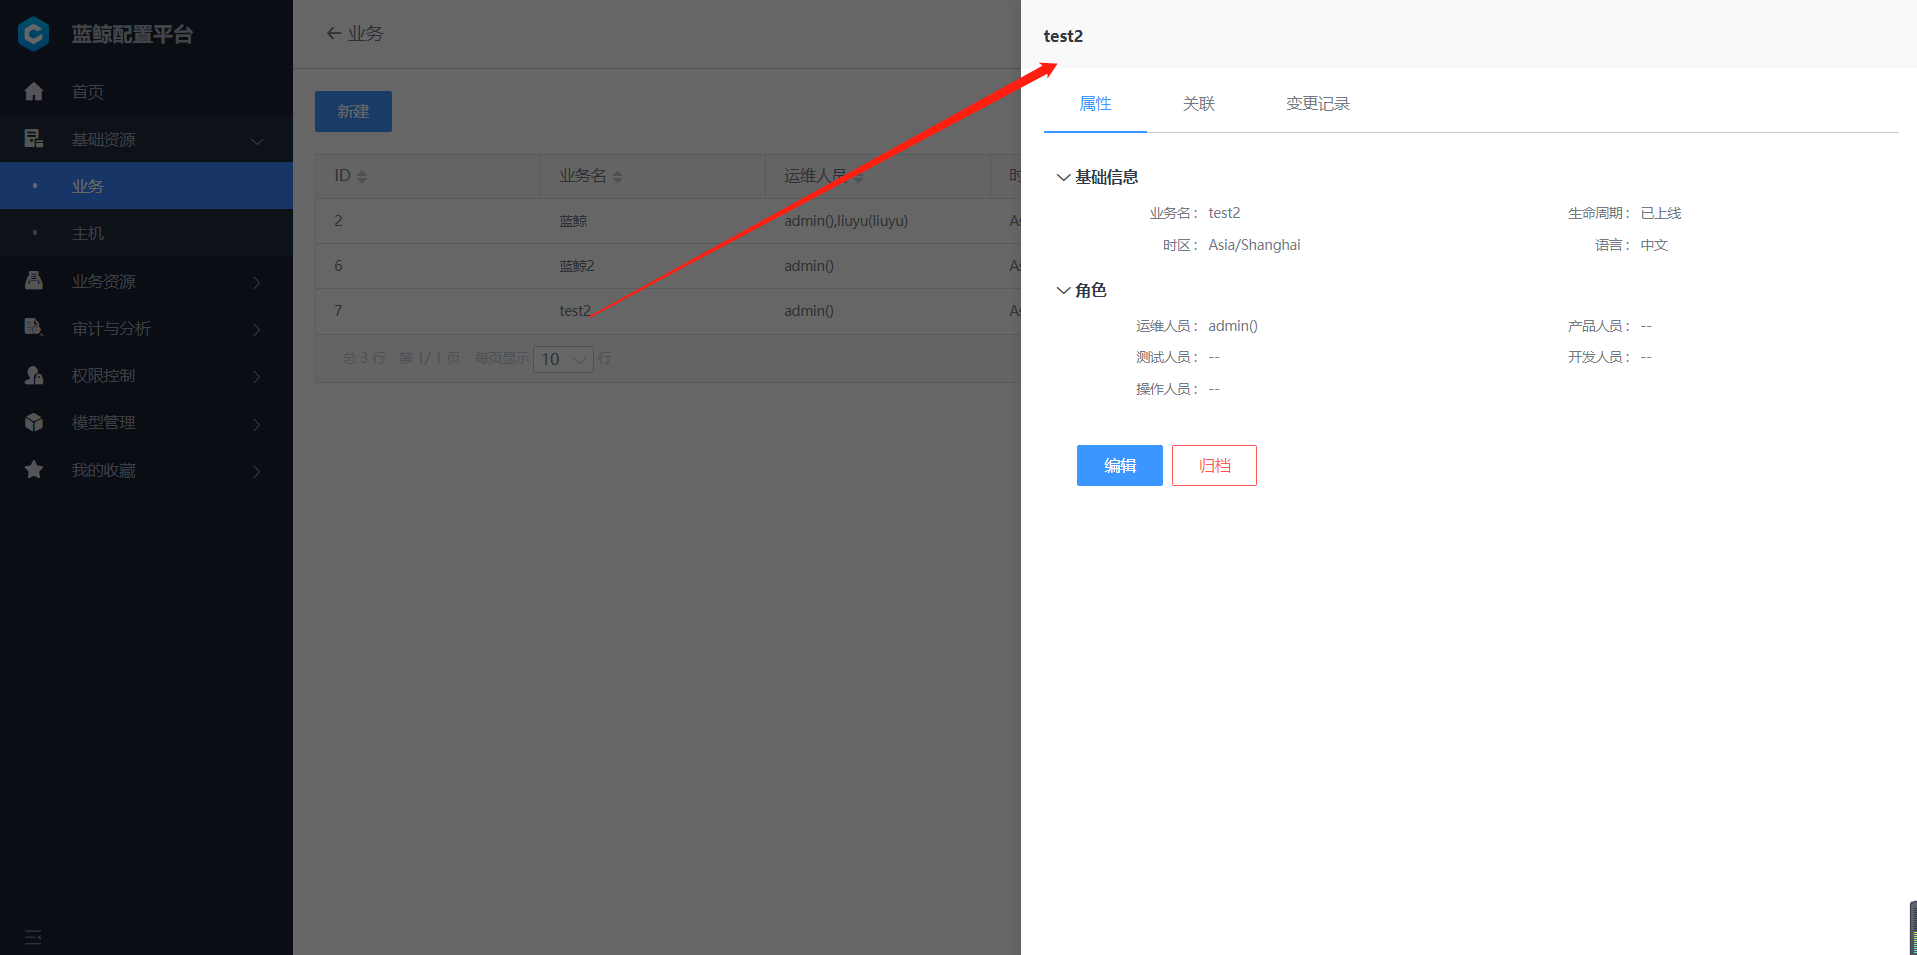 蓝鲸配置平台
首页
基础资源
业务
主机
业务资源
审计与分析
权限控制
模型管理
我的收藏
业务
新建
ID 业务名 运维人员 时
2 蓝鲸 admin(),liuyu(liuyu) As
6 蓝鲸2 admin() As
7 test2 admin() As
总 3 行 第 1/ 1 页 每页显示 10 行
test2
属性 关联 变更记录
基础信息
业务名： test2 生命周期： 已上线
时区： Asia/Shanghai 语言： 中文
角色
运维人员： admin() 产品人员： --
测试人员： -- 开发人员： --
操作人员： --
编辑 归档